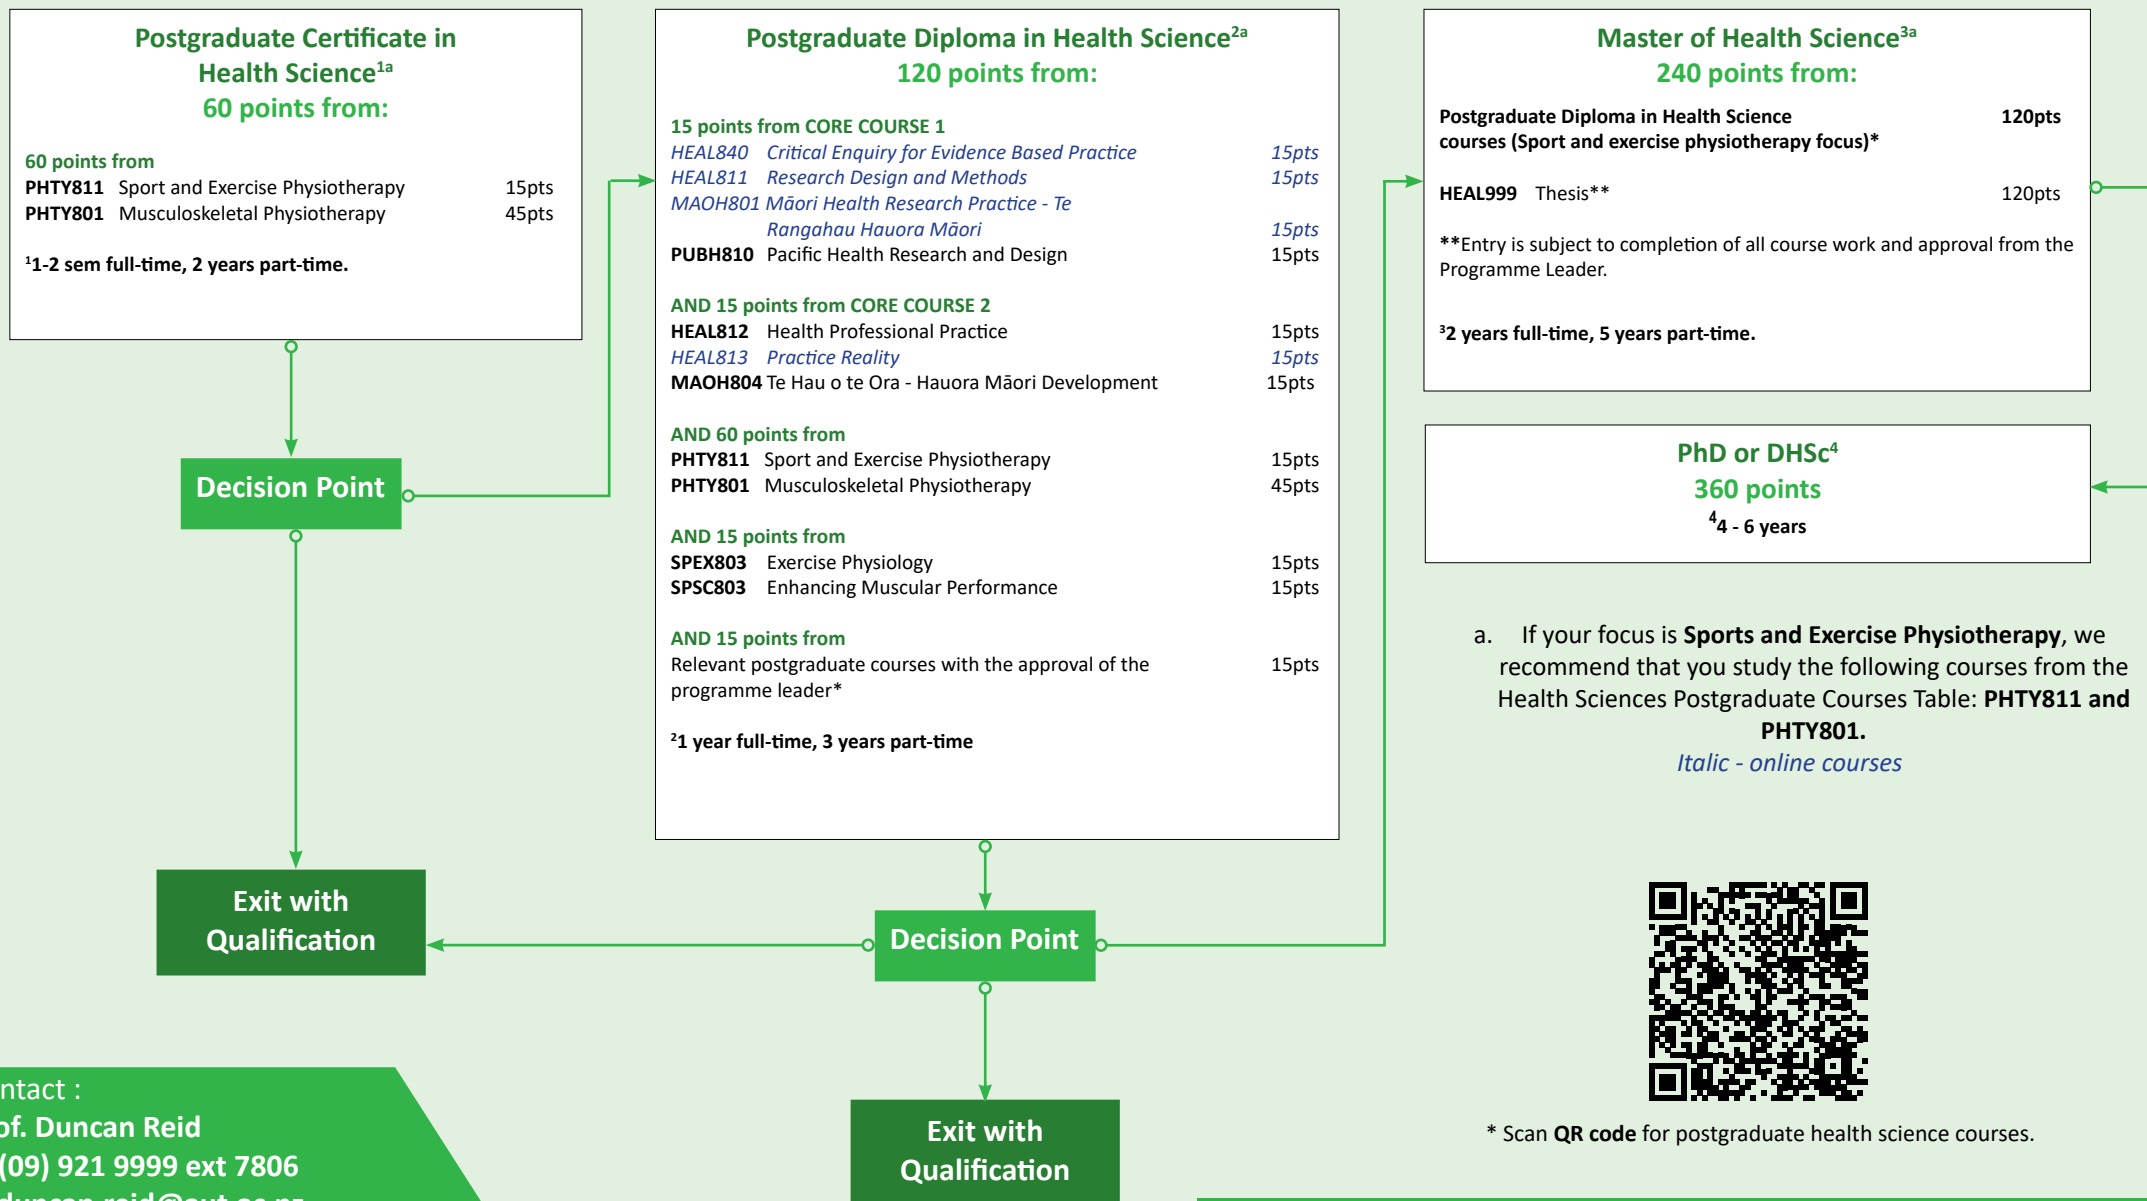 Postgraduate Certificate in
Health Science1a
60 points from:
60 points from
PHTY811 Sport and Exercise Physiotherapy 15pts
PHTY801 Musculoskeletal Physiotherapy 45pts
11-2 sem full-time, 2 years part-time.
Decision Point
Exit with
Qualification
Postgraduate Diploma in Health Science2a
120 points from:
15 points from CORE COURSE 1
HEAL840 Critical Enquiry for Evidence Based Practice 15pts
HEAL811 Research Design and Methods 15pts
MAOH801 Māori Health Research Practice - Te
Rangahau Hauora Māori 15pts
PUBH810 Pacific Health Research and Design 15pts
AND 15 points from CORE COURSE 2
HEAL812 Health Professional Practice 15pts
HEAL813 Practice Reality 15pts
MAOH804 Te Hau o te Ora - Hauora Māori Development 15pts
AND 60 points from
PHTY811 Sport and Exercise Physiotherapy 15pts
PHTY801 Musculoskeletal Physiotherapy 45pts
AND 15 points from
SPEX803 Exercise Physiology 15pts
SPSC803 Enhancing Muscular Performance 15pts
AND 15 points from
Relevant postgraduate courses with the approval of the 15pts
programme leader*
21 year full-time, 3 years part-time
Decision Point
Exit with
Qualification
Master of Health Science3a
240 points from:
Postgraduate Diploma in Health Science 120pts
courses (Sport and exercise physiotherapy focus)*
HEAL999 Thesis** 120pts
**Entry is subject to completion of all course work and approval from the
Programme Leader.
32 years full-time, 5 years part-time.
PhD or DHSc4
360 points
44 - 6 years
a. If your focus is Sports and Exercise Physiotherapy, we
recommend that you study the following courses from the
Health Sciences Postgraduate Courses Table: PHTY811 and
PHTY801.
Italic - online courses
* Scan QR code for postgraduate health science courses.
ntact :
of. Duncan Reid
(09) 921 9999 ext 7806
duncan.reid@aut.ac.nz